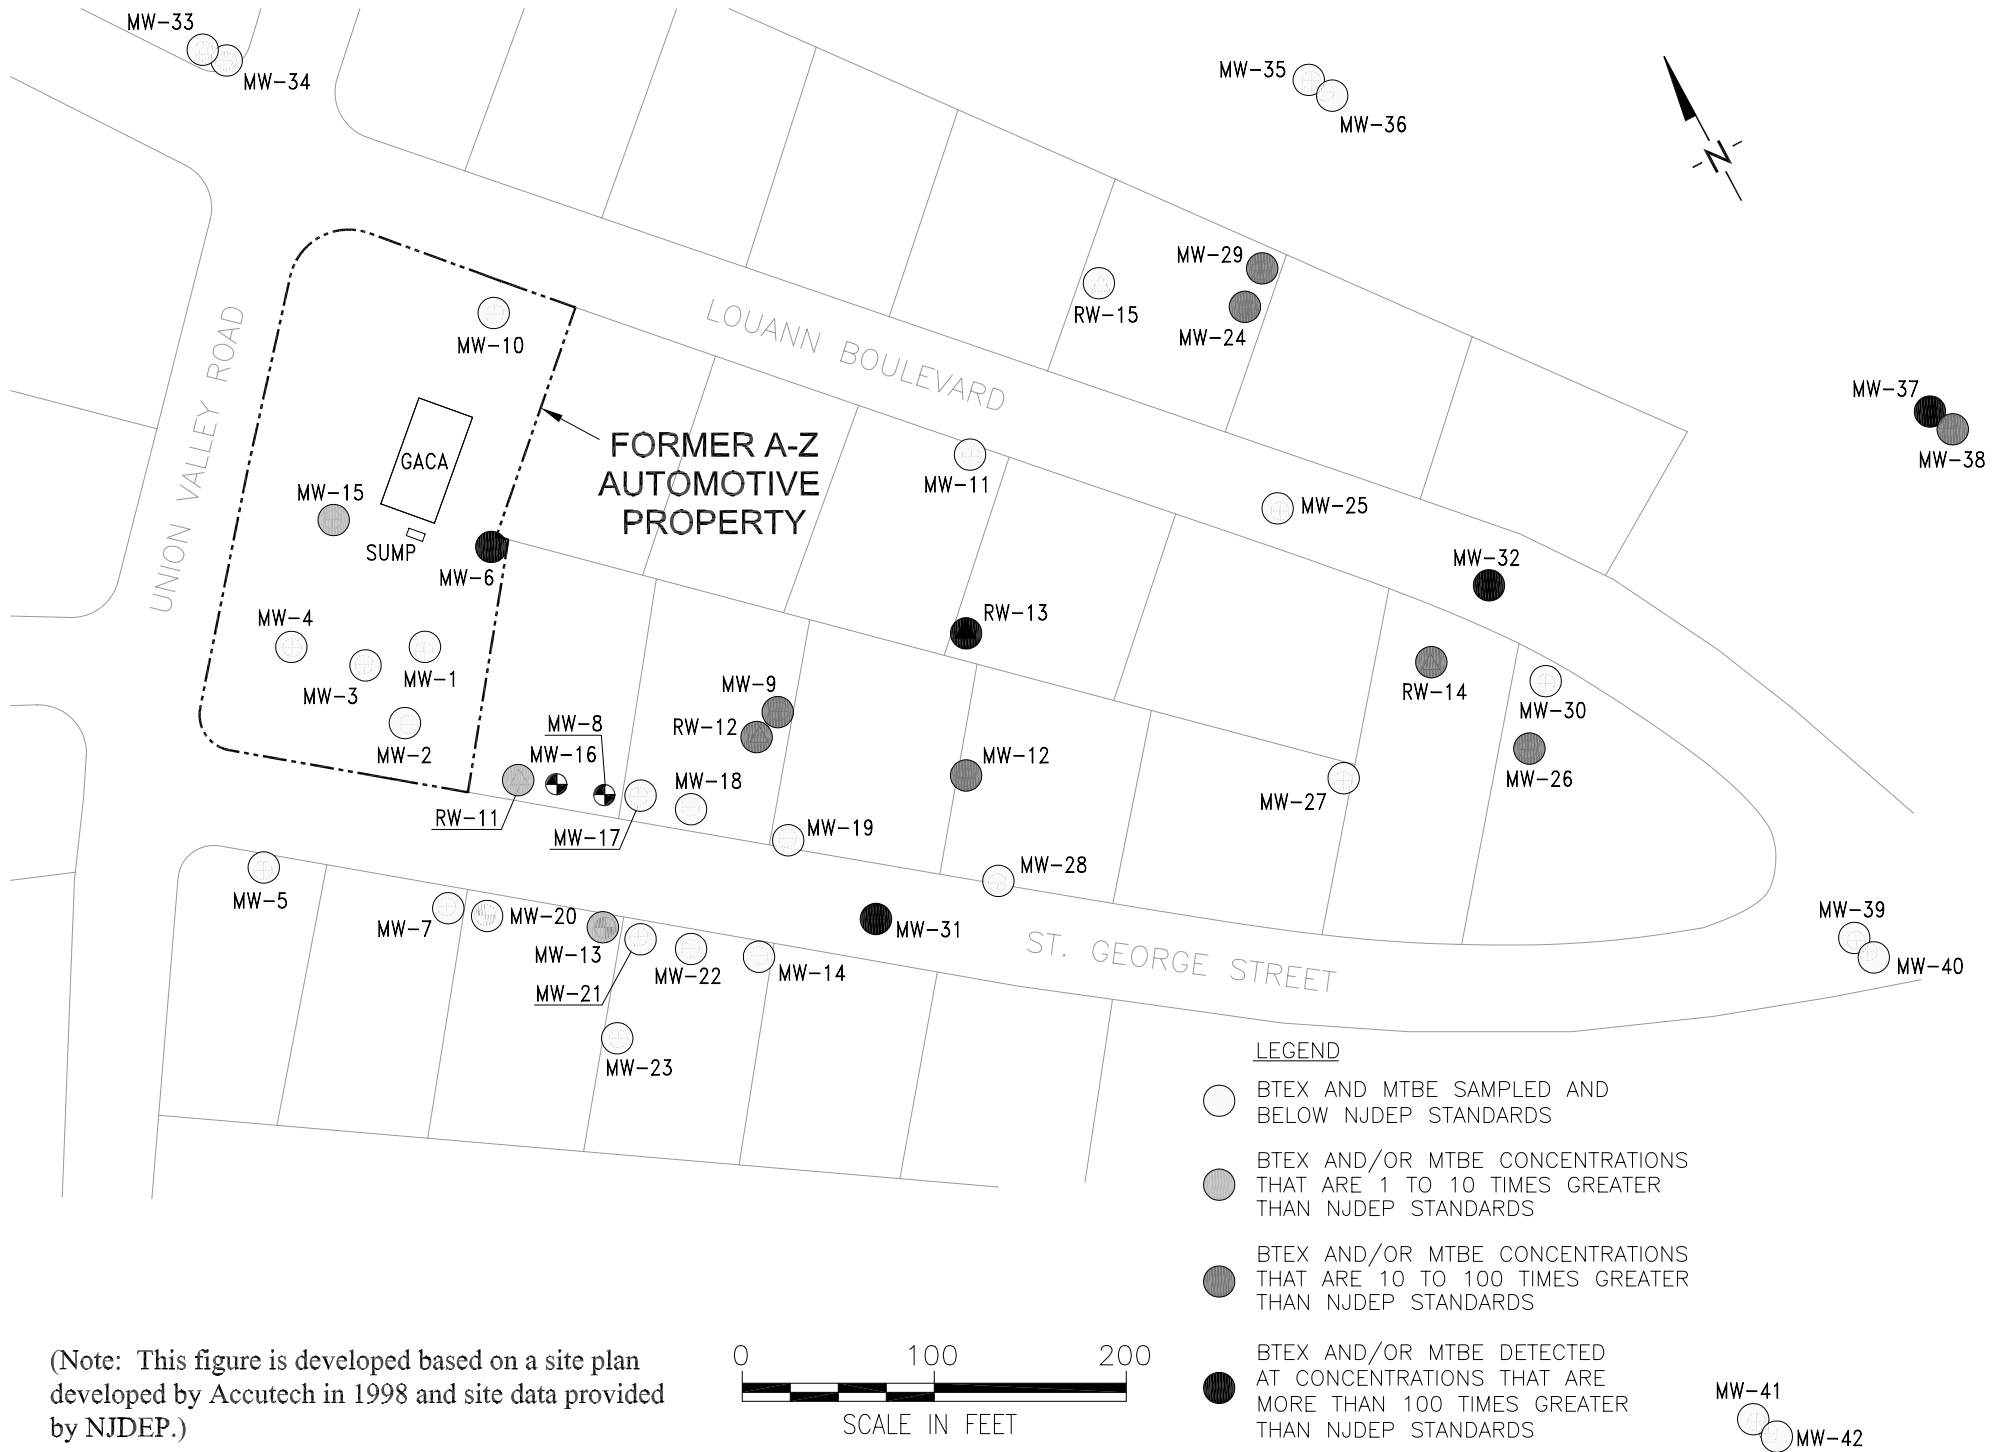 MW-33
MW-34
MW-35
MW-36
N
MW-29
RW-15
MW-24
MW-10
LOUANN BOULEVARD
UNION VALLEY ROAD
MW-37
MW-38
FORMER A-Z
AUTOMOTIVE
PROPERTY
GACA
MW-15
SUMP
MW-6
MW-11
MW-25
MW-32
MW-4
MW-3
MW-1
MW-2
RW-13
RW-14
MW-30
MW-26
MW-9
RW-12
MW-8
MW-16
MW-18
MW-12
MW-27
RW-11
MW-17
MW-19
MW-28
MW-5
MW-7
MW-20
MW-13
MW-21
MW-22
MW-14
MW-31
ST. GEORGE STREET
MW-39
MW-40
MW-23
LEGEND
BTEX AND MTBE SAMPLED AND
BELOW NJDEP STANDARDS
BTEX AND/OR MTBE CONCENTRATIONS
THAT ARE 1 TO 10 TIMES GREATER
THAN NJDEP STANDARDS
BTEX AND/OR MTBE CONCENTRATIONS
THAT ARE 10 TO 100 TIMES GREATER
THAN NJDEP STANDARDS
BTEX AND/OR MTBE DETECTED
AT CONCENTRATIONS THAT ARE
MORE THAN 100 TIMES GREATER
THAN NJDEP STANDARDS
(Note: This figure is developed based on a site plan
developed by Accutech in 1998 and site data provided
by NJDEP.)
0 100 200
SCALE IN FEET
MW-41
MW-42